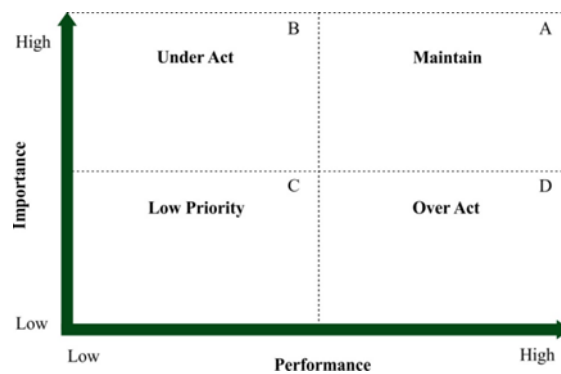 B
A
High
Under Act
Maintain
Importance
C
D
Low Priority
Over Act
Low
Low
High
Performance